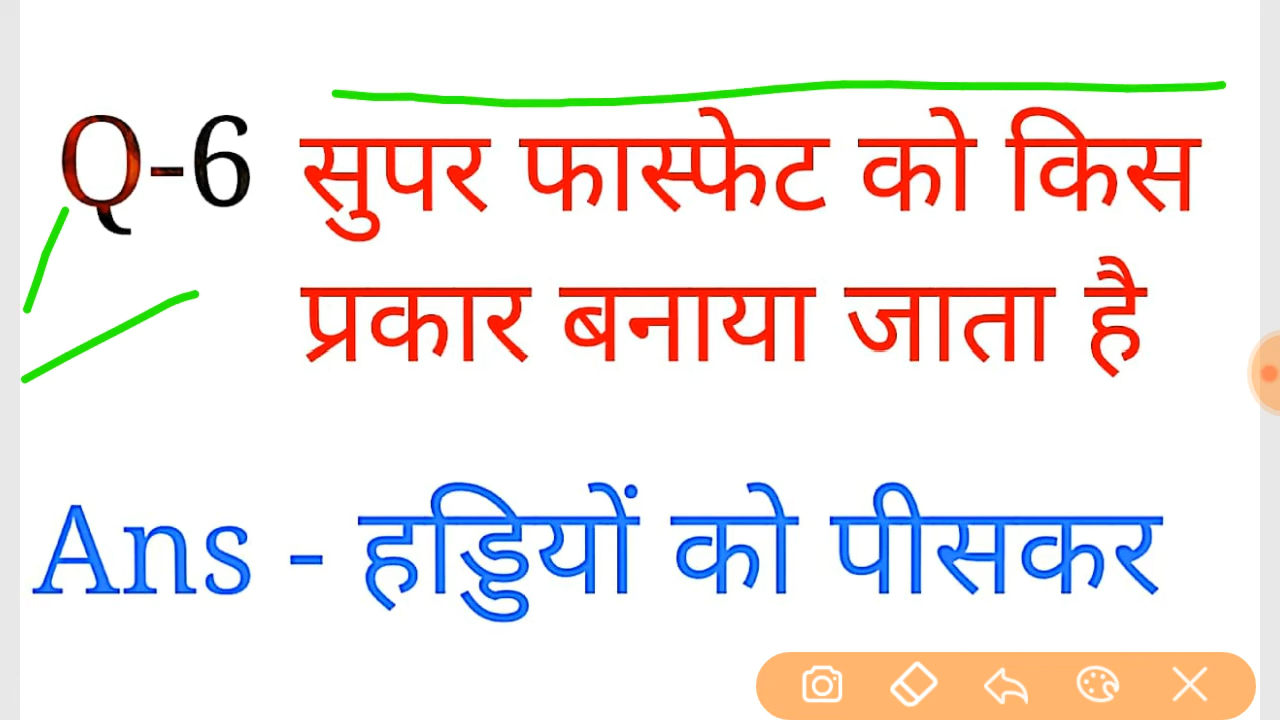 Q-6 सुपर फास्फेट को किस
प्रकार बनाया जाता है
Ans - हड्डियों को पीसकर